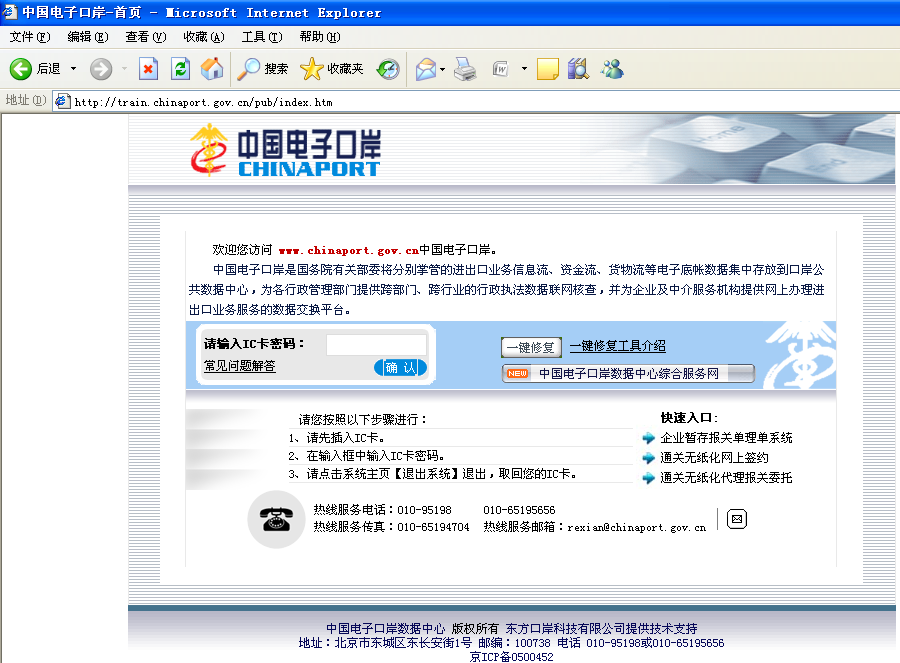 中国电子口岸-首页 - Microsoft Internet Explorer
文件(F) 编辑(E) 查看(V) 收藏(A) 工具(T) 帮助(H)
后退 搜索 收藏夹
地址(D) http://train.chinaport.gov.cn/pub/index.htm
中国电子口岸
CHINAPORT
欢迎您访问 www.chinaport.gov.cn中国电子口岸。
中国电子口岸是国务院有关部委将分别掌管的进出口业务信息流、资金流、货物流等电子底帐数据集中存放到口岸公
共数据中心，为各行政管理部门提供跨部门、跨行业的行政执法数据联网核查，并为企业及中介服务机构提供网上办理进
出口业务服务的数据交换平台。
请输入IC卡密码：
常见问题解答 确 认
一键修复 一键修复工具介绍
NEW 中国电子口岸数据中心综合服务网
请您按照以下步骤进行：
1、请先插入IC卡。
2、在输入框中输入IC卡密码。
3、请点击系统主页【退出系统】退出，取回您的IC卡。
快速入口:
企业暂存报关单理单系统
通关无纸化网上签约
通关无纸化代理报关委托
热线服务电话：010-95198 010-65195656
热线服务传真：010-65194704 热线服务邮箱：rexian@chinaport.gov.cn
中国电子口岸数据中心 版权所有 东方口岸科技有限公司提供技术支持
地址：北京市东城区东长安街1号 邮编：100738 电话 010-95198或010-65195656
京ICP备0500452